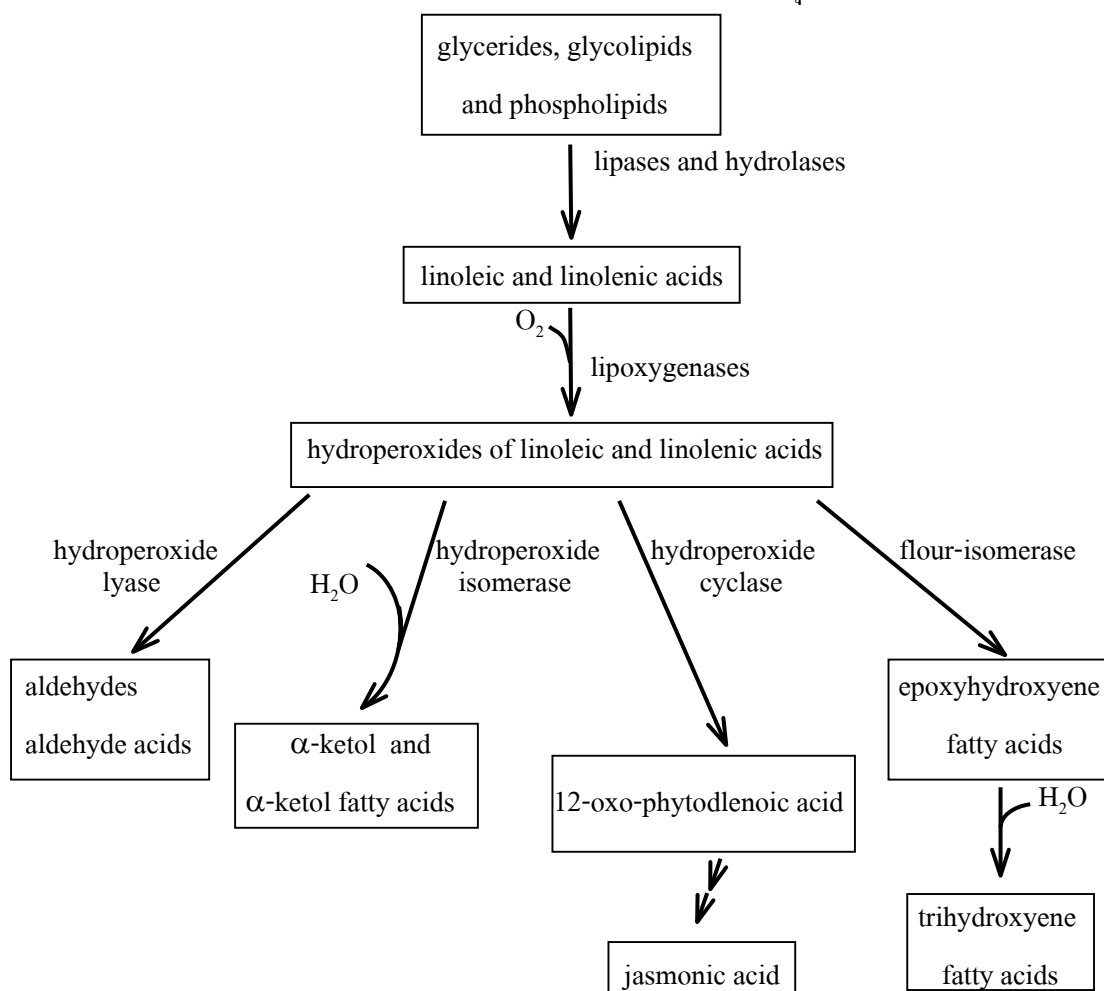 glycerides, glycolipids
and phospholipids
lipases and hydrolases
linoleic and linolenic acids
O2
lipoxygenases
hydroperoxides of linoleic and linolenic acids
hydroperoxide
lyase
H2O
hydroperoxide
isomerase
hydroperoxide
cyclase
flour-isomerase
aldehydes
aldehyde acids
α-ketol and
α-ketol fatty acids
12-oxo-phytodlenoic acid
epoxyhydroxyene
fatty acids
H2O
jasmonic acid
trihydroxyene
fatty acids